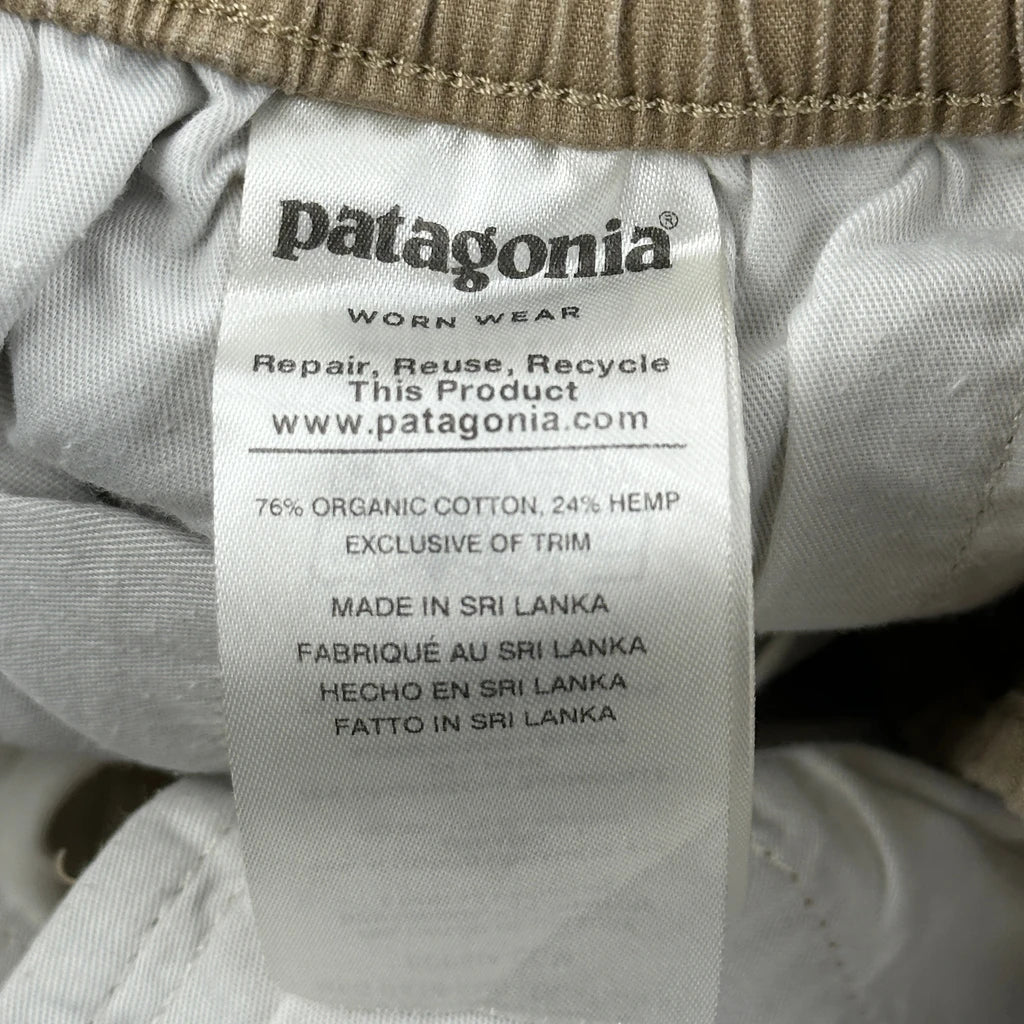 patagonia®
WORN WEAR
Repair, Reuse, Recycle
This Product
www.patagonia.com
76% ORGANIC COTTON, 24% HEMP
EXCLUSIVE OF TRIM
MADE IN SRI LANKA
FABRIQUÉ AU SRI LANKA
HECHO EN SRI LANKA
FATTO IN SRI LANKA